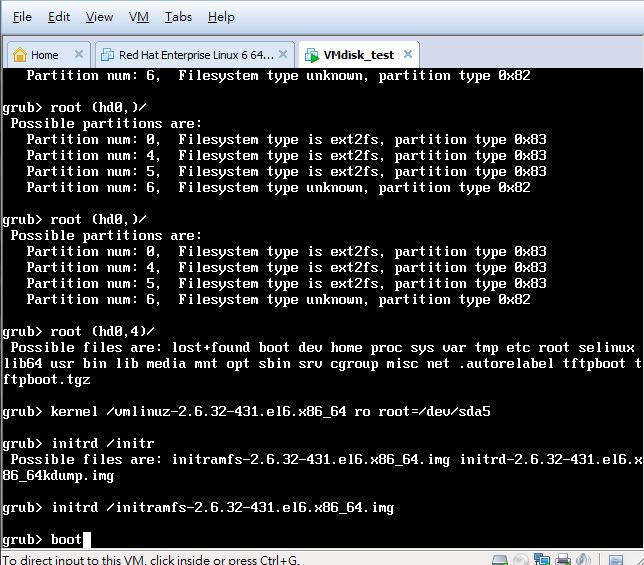 File Edit View VM Tabs Help
Home Red Hat Enterprise Linux 6 64... VMdisk_test
Partition num: 6, Filesystem type unknown, partition type 0x82
grub> root (hd0,)/
Possible partitions are:
Partition num: 0, Filesystem type is ext2fs, partition type 0x83
Partition num: 4, Filesystem type is ext2fs, partition type 0x83
Partition num: 5, Filesystem type is ext2fs, partition type 0x83
Partition num: 6, Filesystem type unknown, partition type 0x82
grub> root (hd0,)/
Possible partitions are:
Partition num: 0, Filesystem type is ext2fs, partition type 0x83
Partition num: 4, Filesystem type is ext2fs, partition type 0x83
Partition num: 5, Filesystem type is ext2fs, partition type 0x83
Partition num: 6, Filesystem type unknown, partition type 0x82
grub> root (hd0,4)/
Possible files are: lost+found boot dev home proc sys var tmp etc root selinux
lib64 usr bin lib media mnt opt sbin srv cgroup misc net .autorelabel tftpboot t
ftpboot.tgz
grub> kernel /vmlinuz-2.6.32-431.el6.x86_64 ro root=/dev/sda5
grub> initrd /initr
Possible files are: initramfs-2.6.32-431.el6.x86_64.img initrd-2.6.32-431.el6.x
86_64kdump.img
grub> initrd /initramfs-2.6.32-431.el6.x86_64.img
grub> boot
To direct input to this VM, click inside or press Ctrl+G.